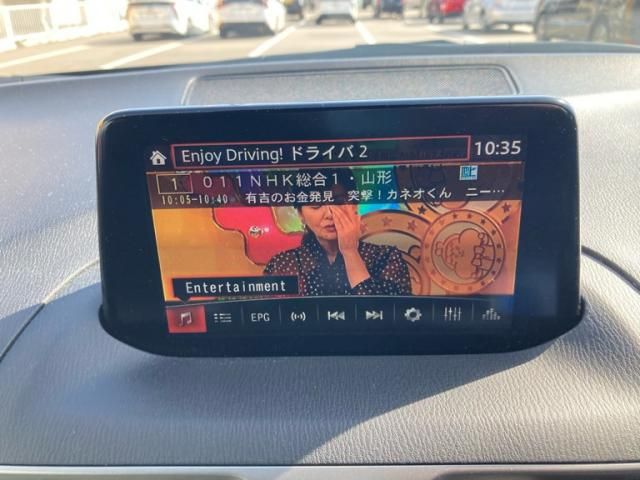 Enjoy Driving! ドライバ 2
10:35
1 011NHK総合1・山形
10:05-10:40 有吉のお金発見 突撃!カネオくん ニー…
Entertainment
EPG